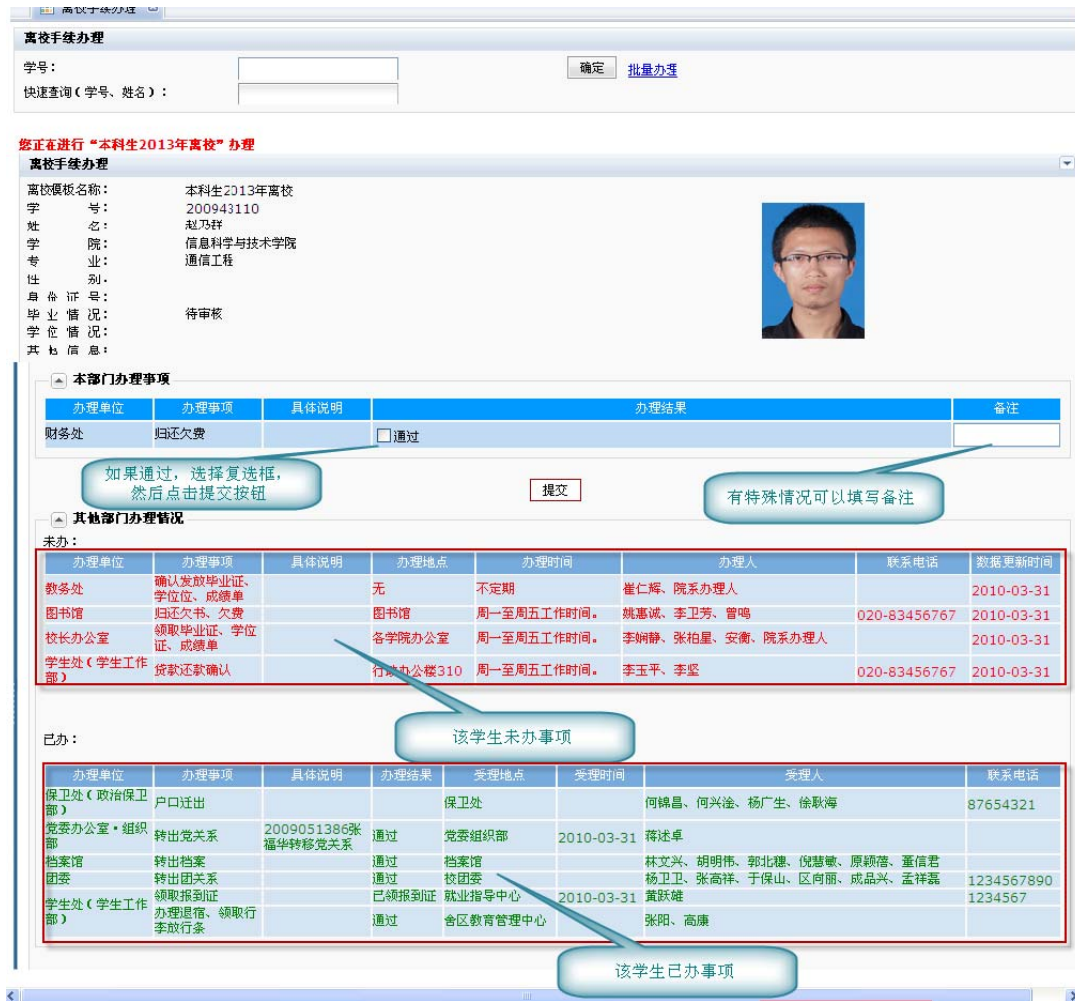 离校手续办理
离校手续办理
学号：
确定 批量办理
快速查询(学号、姓名)：
您正在进行“本科生2013年离校”办理
离校手续办理
离校模板名称： 本科生2013年离校
学 号： 200943110
姓 名： 赵乃群
学 院： 信息科学与技术学院
专 业： 通信工程
性 别：
身 份 证 号：
毕 业 情 况： 待审核
学 位 情 况：
其 他 信 息：
本部门办理事项
办理单位 办理事项 具体说明 办理结果 备注
财务处 归还欠费 通过
如果通过，选择复选框，
然后点击提交按钮
提交
有特殊情况可以填写备注
其他部门办理情况
未办：
办理单位 办理事项 具体说明 办理地点 办理时间 办理人 联系电话 数据更新时间
教务处 确认发放毕业证、学位位、成绩单 无 不定期 崔仁辉、院系办理人 2010-03-31
图书馆 归还欠书、欠费 图书馆 周一至周五工作时间。 姚惠诚、李卫芳、曾鸣 020-83456767 2010-03-31
校长办公室 领取毕业证、学位证、成绩单 各学院办公室 周一至周五工作时间。 李娴静、张柏星、安衡、院系办理人 2010-03-31
学生处(学生工作部) 贷款还款确认 行政办公楼310 周一至周五工作时间。 李玉平、李坚 020-83456767 2010-03-31
该学生未办事项
已办：
办理单位 办理事项 具体说明 办理结果 受理地点 受理时间 受理人 联系电话
保卫处(政治保卫部) 户口迁出 保卫处 何锦昌、何兴淦、杨广生、徐耿海 87654321
党委办公室·组织部 转出党关系 2009051386张福华转移党关系 通过 党委组织部 2010-03-31 蒋述卓
档案馆 转出档案 通过 档案馆 林文兴、胡明伟、郭北穗、倪慧敏、原颖蓓、董信君
团委 转出团关系 通过 校团委 杨卫卫、张高祥、于保山、区向丽、成品兴、孟祥磊 1234567890
学生处(学生工作部) 领取报到证 已领报到证 就业指导中心 2010-03-31 黄跃雄 1234567
办理退宿、领取行李放行条 通过 舍区教育管理中心 张阳、高康
该学生已办事项